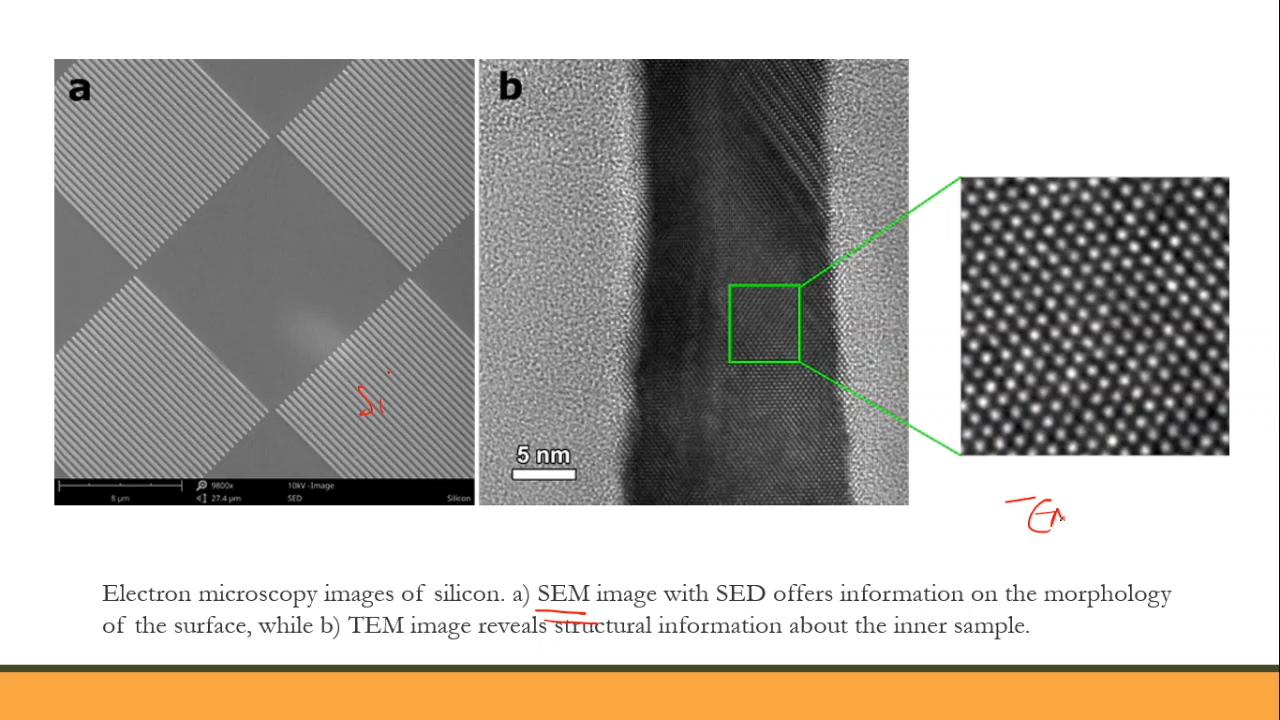 a
b
Si
5 nm
8 µm
9800x
10kV - Image
27.4 µm
SED
Silicon
Electron microscopy images of silicon. a) SEM image with SED offers information on the morphology
of the surface, while b) TEM image reveals structural information about the inner sample.